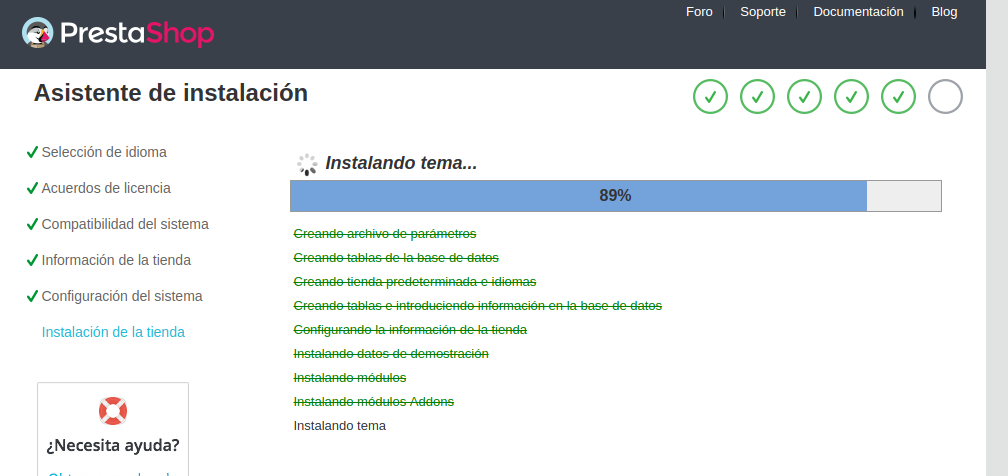 Foro Soporte Documentación Blog
PrestaShop
Asistente de instalación
Selección de idioma
Acuerdos de licencia
Compatibilidad del sistema
Información de la tienda
Configuración del sistema
Instalación de la tienda
¿Necesita ayuda?
Instalando tema...
89%
Creando archivo de parámetros
Creando tablas de la base de datos
Creando tienda predeterminada e idiomas
Creando tablas e introduciendo información en la base de datos
Configurando la información de la tienda
Instalando datos de demostración
Instalando módulos
Instalando módulos Addons
Instalando tema